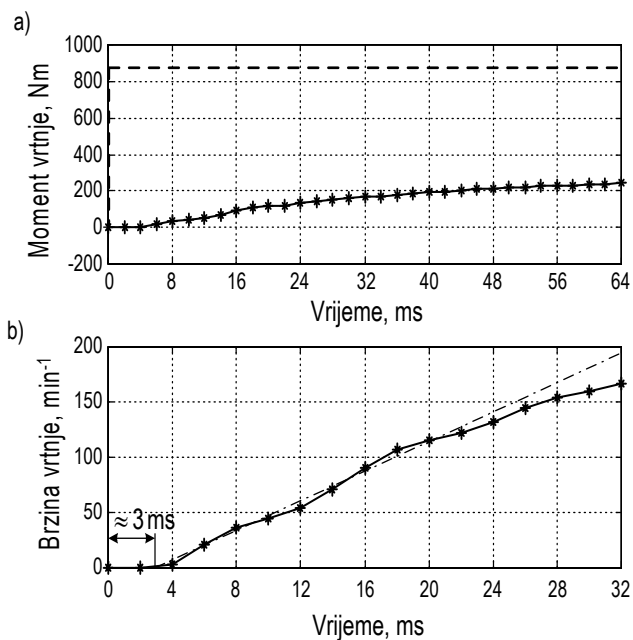 a)
Moment vrtnje, Nm
1000
800
600
400
200
0
-200
0 8 16 24 32 40 48 56 64
Vrijeme, ms
b)
Brzina vrtnje, min-1
200
150
100
50
0
≈ 3 ms
0 4 8 12 16 20 24 28 32
Vrijeme, ms